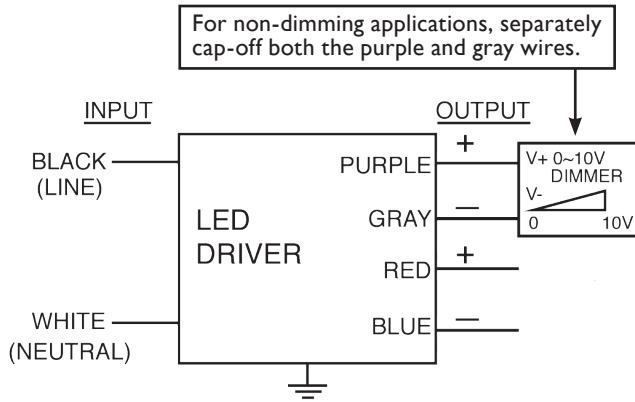 For non-dimming applications, separately
cap-off both the purple and gray wires.
INPUT
OUTPUT
BLACK
(LINE)
WHITE
(NEUTRAL)
LED
DRIVER
PURPLE
+
GRAY
—
RED
+
BLUE
—
V+ 0~10V
DIMMER
V-
0 10V